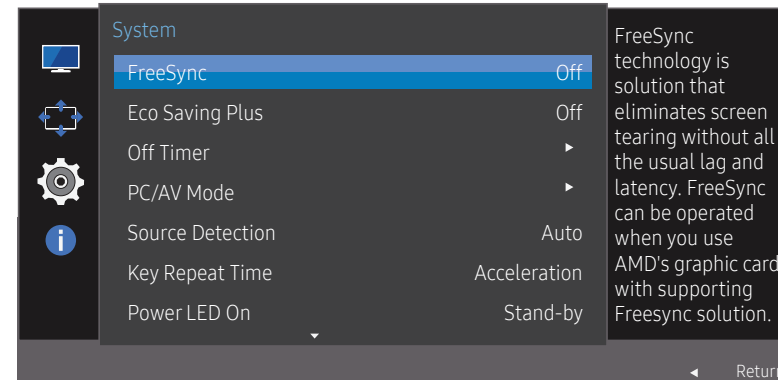 System
FreeSync Off
Eco Saving Plus Off
Off Timer
PC/AV Mode
Source Detection Auto
Key Repeat Time Acceleration
Power LED On Stand-by
FreeSync
technology is
solution that
eliminates screen
tearing without all
the usual lag and
latency. FreeSync
can be operated
when you use
AMD's graphic card
with supporting
Freesync solution.
Return